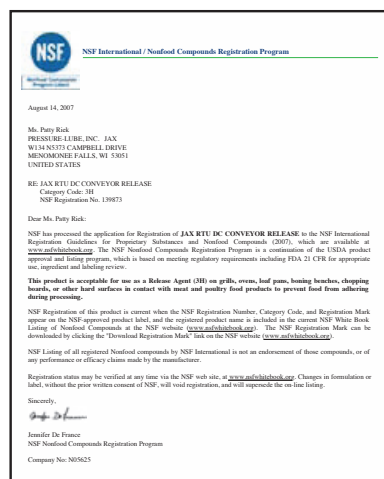 NSF
Nonfood Compounds
Program Listed
NSF International / Nonfood Compounds Registration Program
August 14, 2007
Ms. Patty Riek
PRESSURE-LUBE, INC. JAX
W134 N5373 CAMPBELL DRIVE
MENOMONEE FALLS, WI 53051
UNITED STATES
RE: JAX RTU DC CONVEYOR RELEASE
Category Code: 3H
NSF Registration No. 139873
Dear Ms. Patty Riek:
NSF has processed the application for Registration of JAX RTU DC CONVEYOR RELEASE to the NSF International
Registration Guidelines for Proprietary Substances and Nonfood Compounds (2007), which are available at
www.nsfwhitebook.org. The NSF Nonfood Compounds Registration Program is a continuation of the USDA product
approval and listing program, which is based on meeting regulatory requirements including FDA 21 CFR for appropriate
use, ingredient and labeling review.
This product is acceptable for use as a Release Agent (3H) on grills, ovens, loaf pans, boning benches, chopping
boards, or other hard surfaces in contact with meat and poultry food products to prevent food from adhering
during processing.
NSF Registration of this product is current when the NSF Registration Number, Category Code, and Registration Mark
appear on the NSF-approved product label, and the registered product name is included in the current NSF White Book
Listing of Nonfood Compounds at the NSF website (www.nsfwhitebook.org). The NSF Registration Mark can be
downloaded by clicking the "Download Registration Mark" link on the NSF website (www.nsfwhitebook.org).
NSF Listing of all registered Nonfood compounds by NSF International is not an endorsement of those compounds, or of
any performance or efficacy claims made by the manufacturer.
Registration status may be verified at any time via the NSF web site, at www.nsfwhitebook.org. Changes in formulation or
label, without the prior written consent of NSF, will void registration, and will supersede the on-line listing.
Sincerely,
Jennifer De France
NSF Nonfood Compounds Registration Program
Company No: N05625